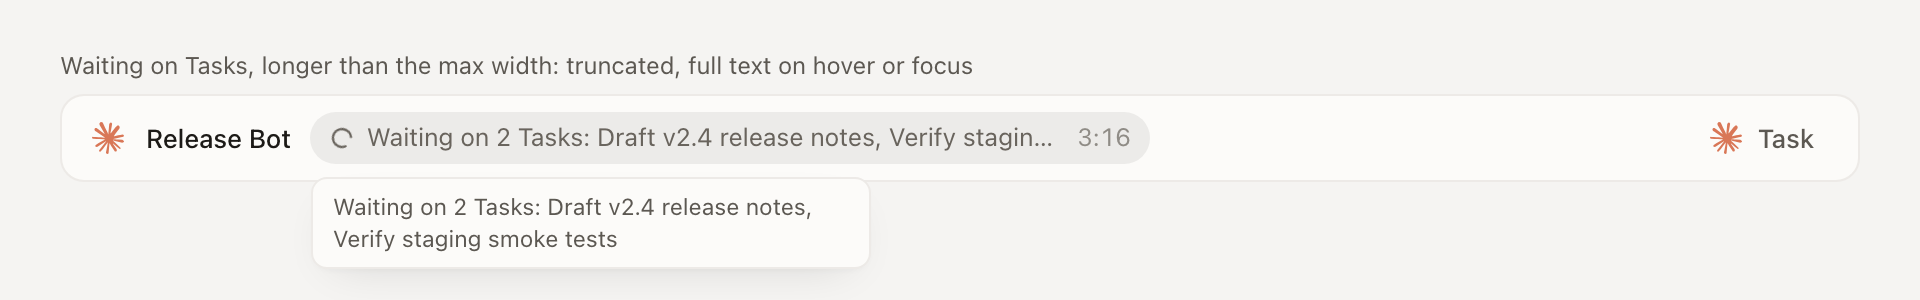 Waiting on Tasks, longer than the max width: truncated, full text on hover or focus
Release Bot Waiting on 2 Tasks: Draft v2.4 release notes, Verify stagin... 3:16 Task
Waiting on 2 Tasks: Draft v2.4 release notes,
Verify staging smoke tests